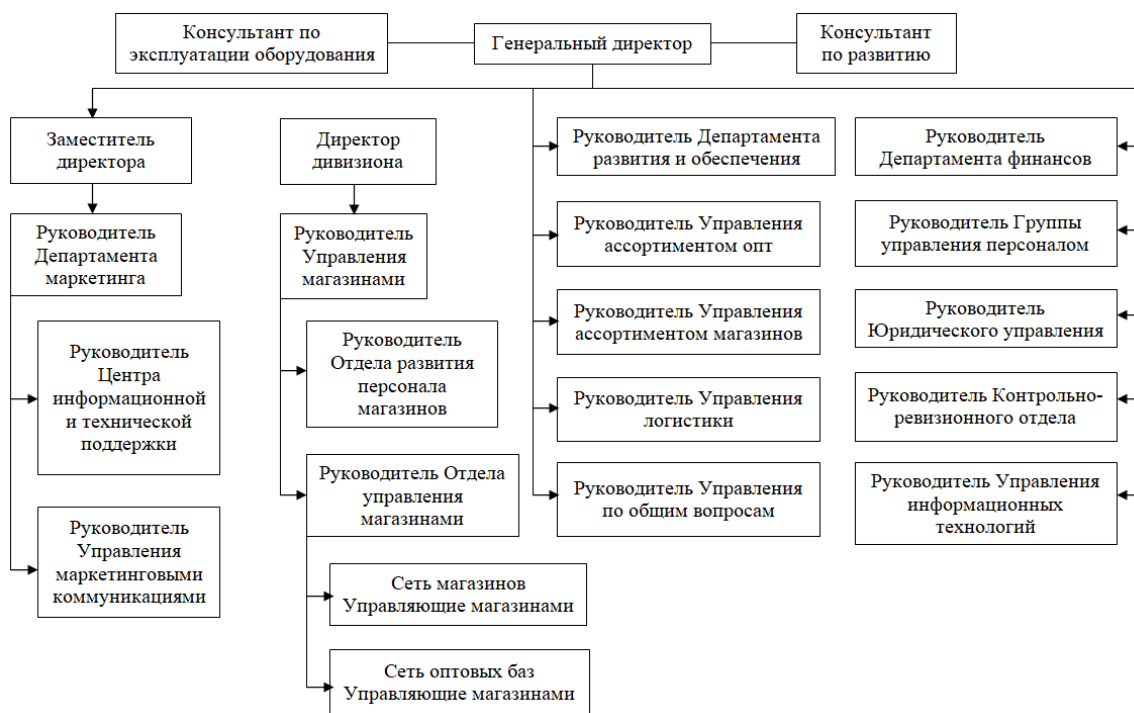 Консультант по
эксплуатации оборудования
Генеральный директор
Консультант
по развитию
Заместитель
директора
Директор
дивизиона
Руководитель Департамента
развития и обеспечения
Руководитель
Департамента финансов
Руководитель
Департамента
маркетинга
Руководитель
Управления
магазинами
Руководитель Управления
ассортиментом опт
Руководитель Группы
управления персоналом
Руководитель
Центра
информационной
и технической
поддержки
Руководитель
Отдела развития
персонала
магазинов
Руководитель Управления
ассортиментом магазинов
Руководитель
Юридического управления
Руководитель Управления
логистики
Руководитель Контрольно-
ревизионного отдела
Руководитель Отдела
управления
магазинами
Руководитель Управления
по общим вопросам
Руководитель Управления
информационных
технологий
Руководитель
Управления
маркетинговыми
коммуникациями
Сеть магазинов
Управляющие магазинами
Сеть оптовых баз
Управляющие магазинами